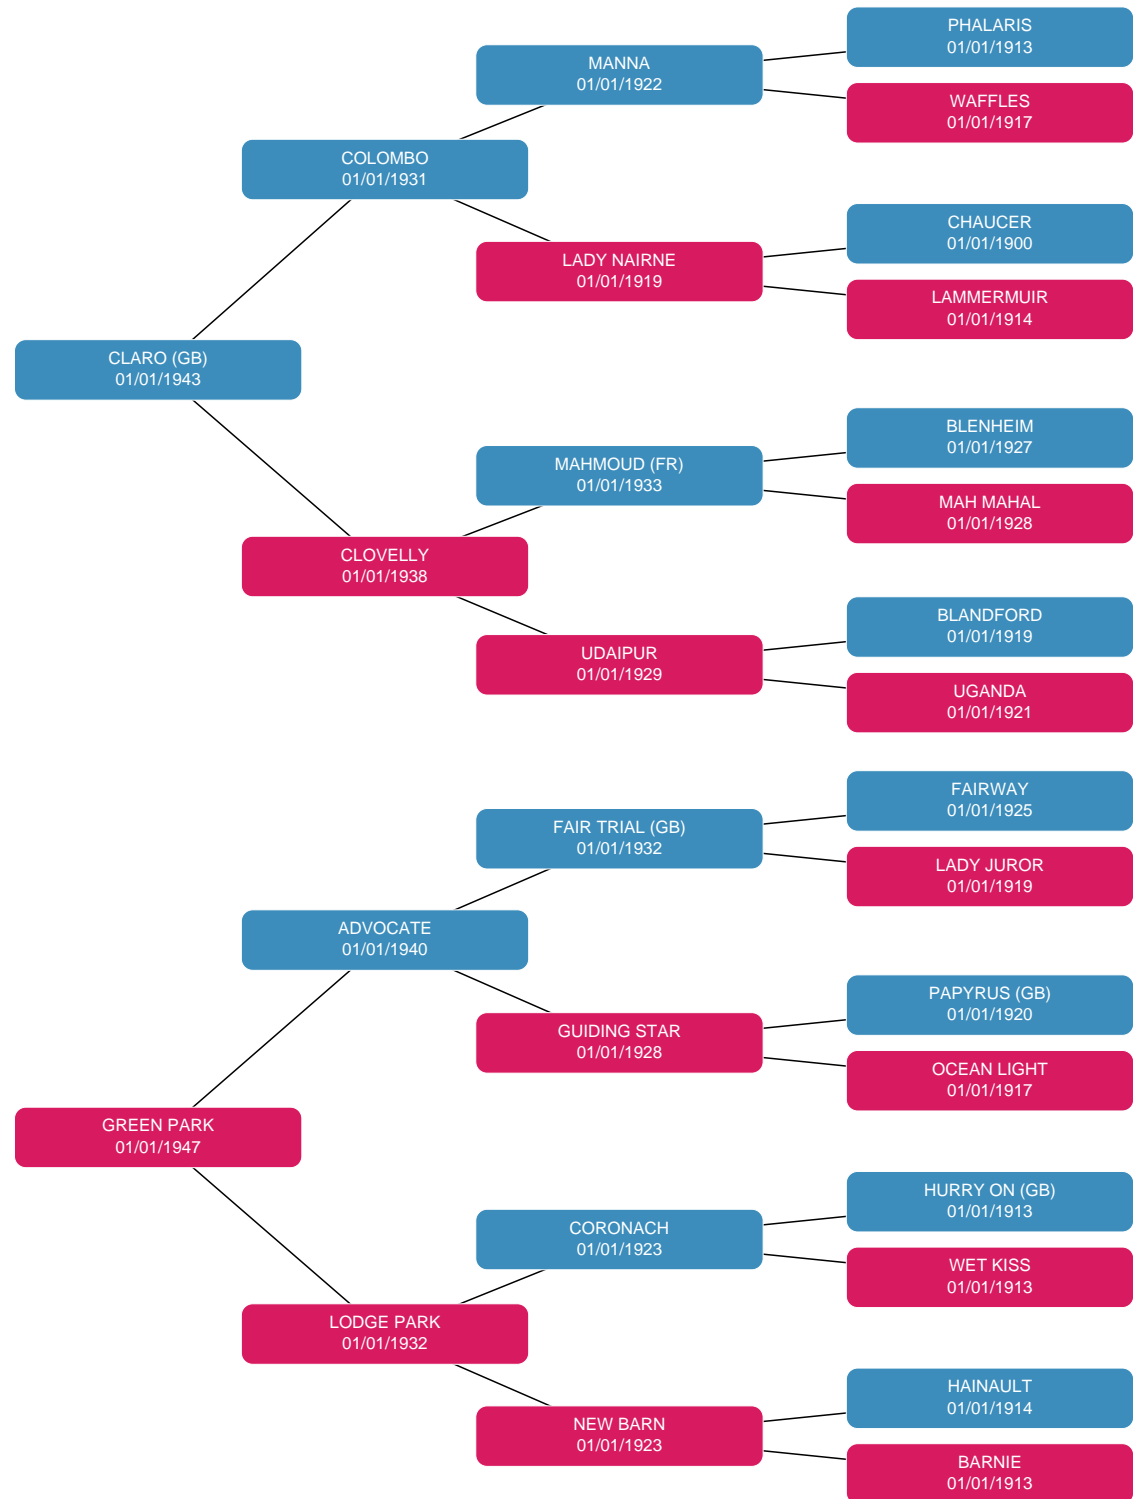 PHALARIS
01/01/1913
MANNA
01/01/1922
WAFFLES
01/01/1917
COLOMBO
01/01/1931
CHAUCER
01/01/1900
LADY NAIRNE
01/01/1919
LAMMERMUIR
01/01/1914
CLARO (GB)
01/01/1943
BLENHEIM
01/01/1927
MAHMOUD (FR)
01/01/1933
MAH MAHAL
01/01/1928
CLOVELLY
01/01/1938
BLANDFORD
01/01/1919
UDAIPUR
01/01/1929
UGANDA
01/01/1921
FAIRWAY
01/01/1925
FAIR TRIAL (GB)
01/01/1932
LADY JUROR
01/01/1919
ADVOCATE
01/01/1940
PAPYRUS (GB)
01/01/1920
GUIDING STAR
01/01/1928
OCEAN LIGHT
01/01/1917
GREEN PARK
01/01/1947
HURRY ON (GB)
01/01/1913
CORONACH
01/01/1923
WET KISS
01/01/1913
LODGE PARK
01/01/1932
HAINAULT
01/01/1914
NEW BARN
01/01/1923
BARNIE
01/01/1913